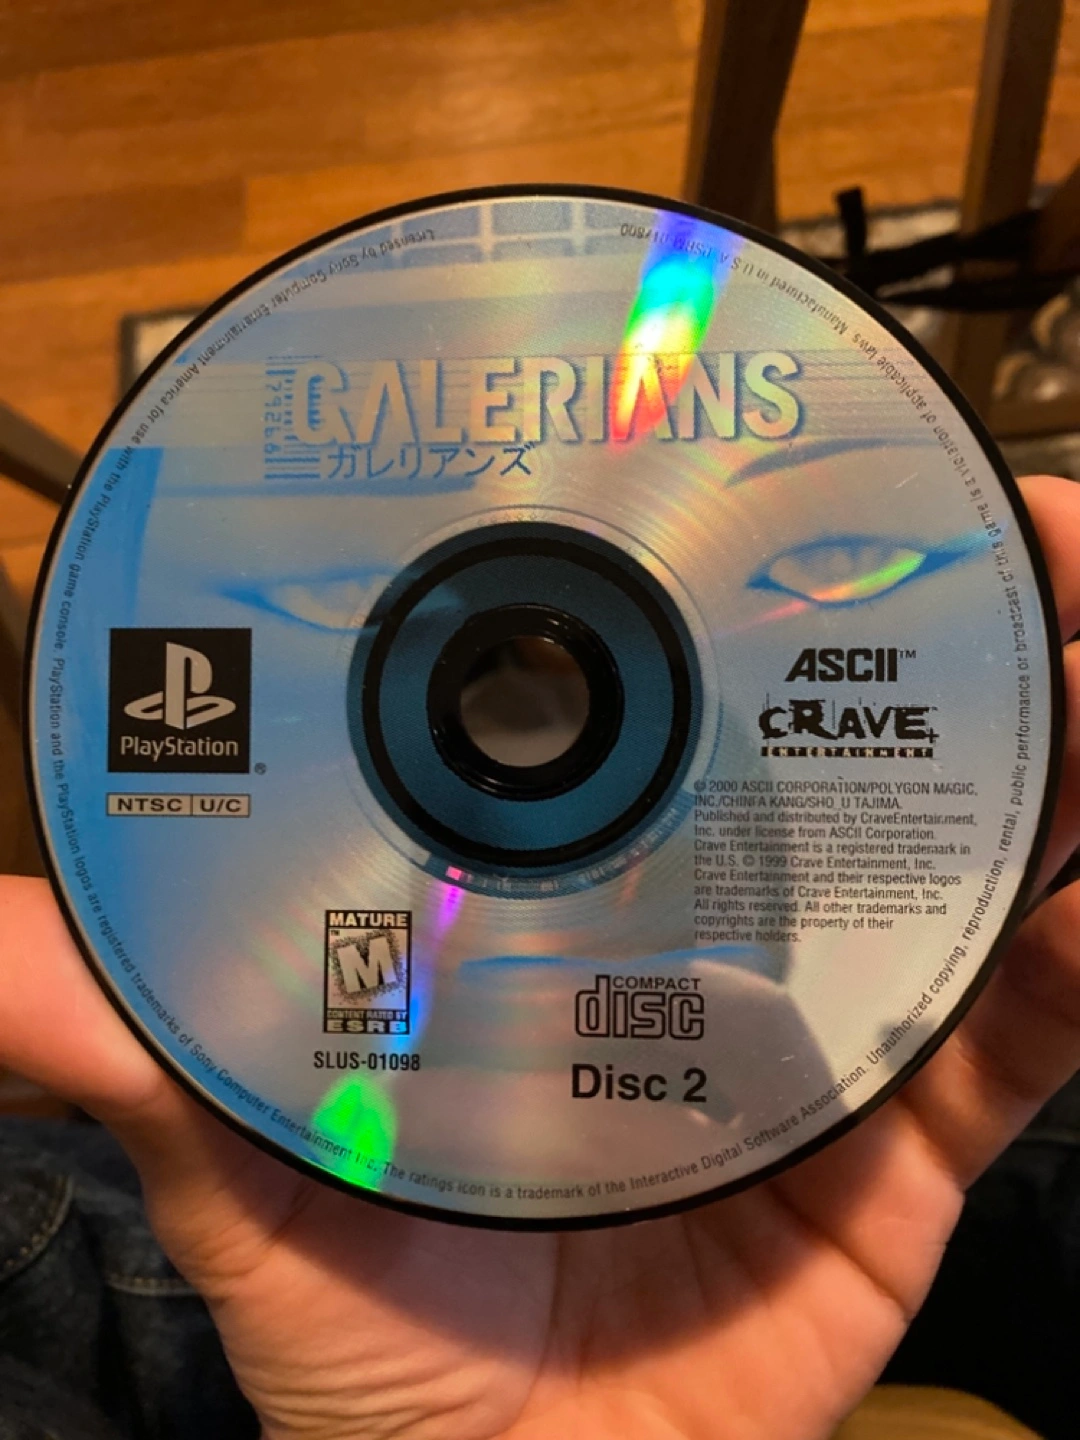 GALERIANS
79266
ガレリアンズ
PlayStation
®
NTSC U/C
ASCII™
CRAVE
ENTERTAINMENT
© 2000 ASCII CORPORATION/POLYGON MAGIC,
INC./CHINFA KANG/SHO_U TAJIMA.
Published and distributed by CraveEntertainment,
Inc. under license from ASCII Corporation.
Crave Entertainment is a registered trademark in
the U.S. © 1999 Crave Entertainment, Inc.
Crave Entertainment and their respective logos
are trademarks of Crave Entertainment, Inc.
All rights reserved. All other trademarks and
copyrights are the property of their
respective holders.
MATURE
TM
M
CONTENT RATED BY
ESRB
SLUS-01098
COMPACT
disc
Disc 2
Licensed by Sony Computer Entertainment America for use with the PlayStation game console. PlayStation and the PlayStation logos are registered trademarks of Sony Computer Entertainment Inc. The ratings icon is a trademark of the Interactive Digital Software Association. Unauthorized copying, reproduction, rental, public performance or broadcast of this game is a violation of applicable laws. Manufactured in U.S.A.